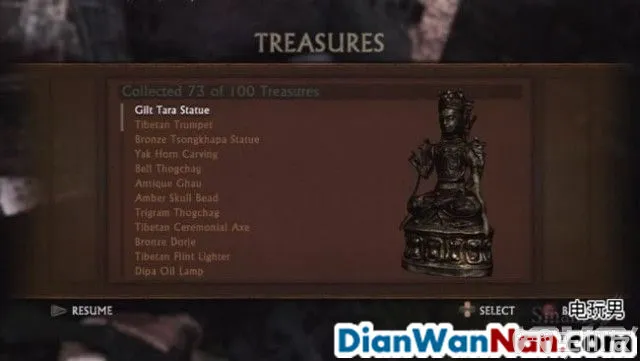 TREASURES
Collected 73 of 100 Treasures
Gilt Tara Statue
Tibetan Trumpet
Bronze Tsongkhapa Statue
Yak Horn Carving
Bell Thogchag
Antique Ghau
Amber Skull Bead
Trigram Thogchag
Tibetan Ceremonial Axe
Bronze Dorje
Tibetan Flint Lighter
Dipa Oil Lamp
RESUME
SELECT
电玩男
DianWanNan.com